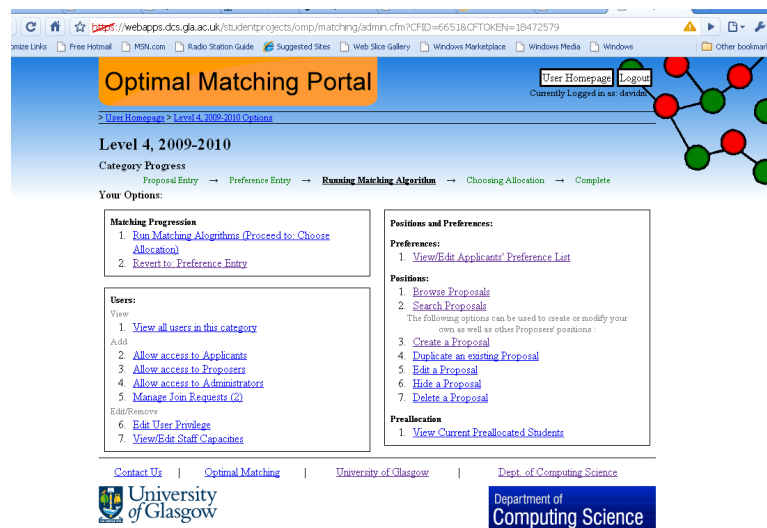 https://webapps.dcs.gla.ac.uk/studentprojects/omp/matching/admin.cfm?CFID=6651&CFTOKEN=18472579
omize Links Free Hotmail MSN.com Radio Station Guide Suggested Sites Web Slice Gallery Windows Marketplace Windows Media Windows Other bookmar
Optimal Matching Portal
User Homepage Logout
Currently Logged in as: davidm
> User Homepage > Level 4, 2009-2010 Options
Level 4, 2009-2010
Category Progress
Proposal Entry → Preference Entry → Running Matching Algorithm → Choosing Allocation → Complete
Your Options:
Matching Progression
1. Run Matching Alogrithms (Proceed to: Choose
Allocation)
2. Revert to: Preference Entry
Users:
View
1. View all users in this category
Add
2. Allow access to Applicants
3. Allow access to Proposers
4. Allow access to Administrators
5. Manage Join Requests (2)
Edit/Remove
6. Edit User Privilege
7. View/Edit Staff Capacities
Positions and Preferences:
Preferences:
1. View/Edit Applicants' Preference List
Positions:
1. Browse Proposals
2. Search Proposals
The following options can be used to create or modify your
own as well as other Proposers' positions :
3. Create a Proposal
4. Duplicate an existing Proposal
5. Edit a Proposal
6. Hide a Proposal
7. Delete a Proposal
Preallocation
1. View Current Preallocated Students
Contact Us | Optimal Matching | University of Glasgow | Dept. of Computing Science
University
of Glasgow
Department of
Computing Science